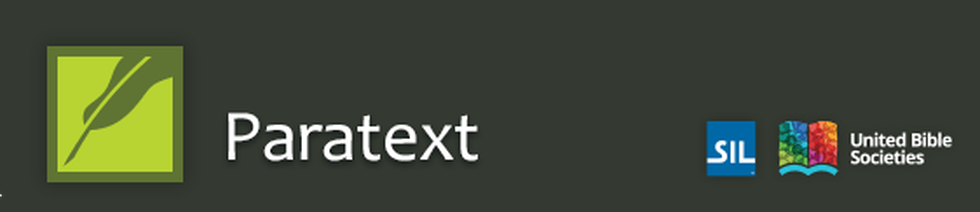 Paratext
SIL
United Bible
Societies